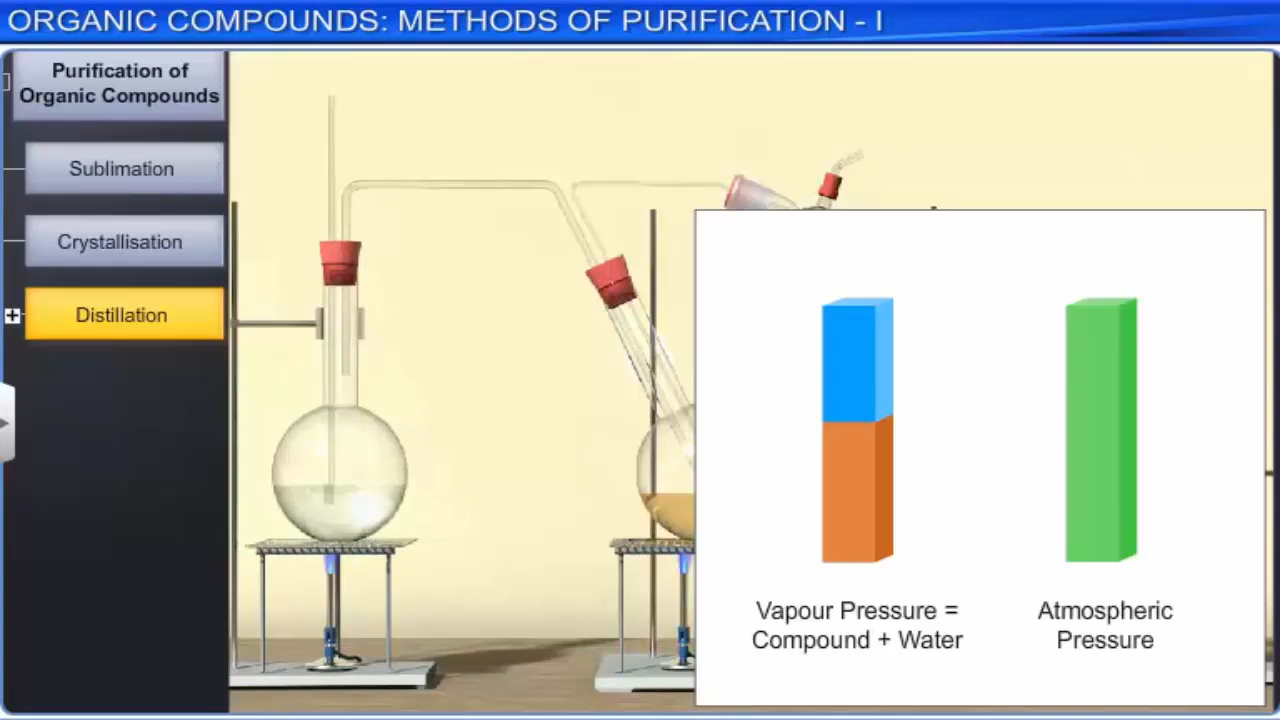 ORGANIC COMPOUNDS: METHODS OF PURIFICATION - I
Purification of
Organic Compounds
Sublimation
Crystallisation
Distillation
Vapour Pressure =
Compound + Water
Atmospheric
Pressure